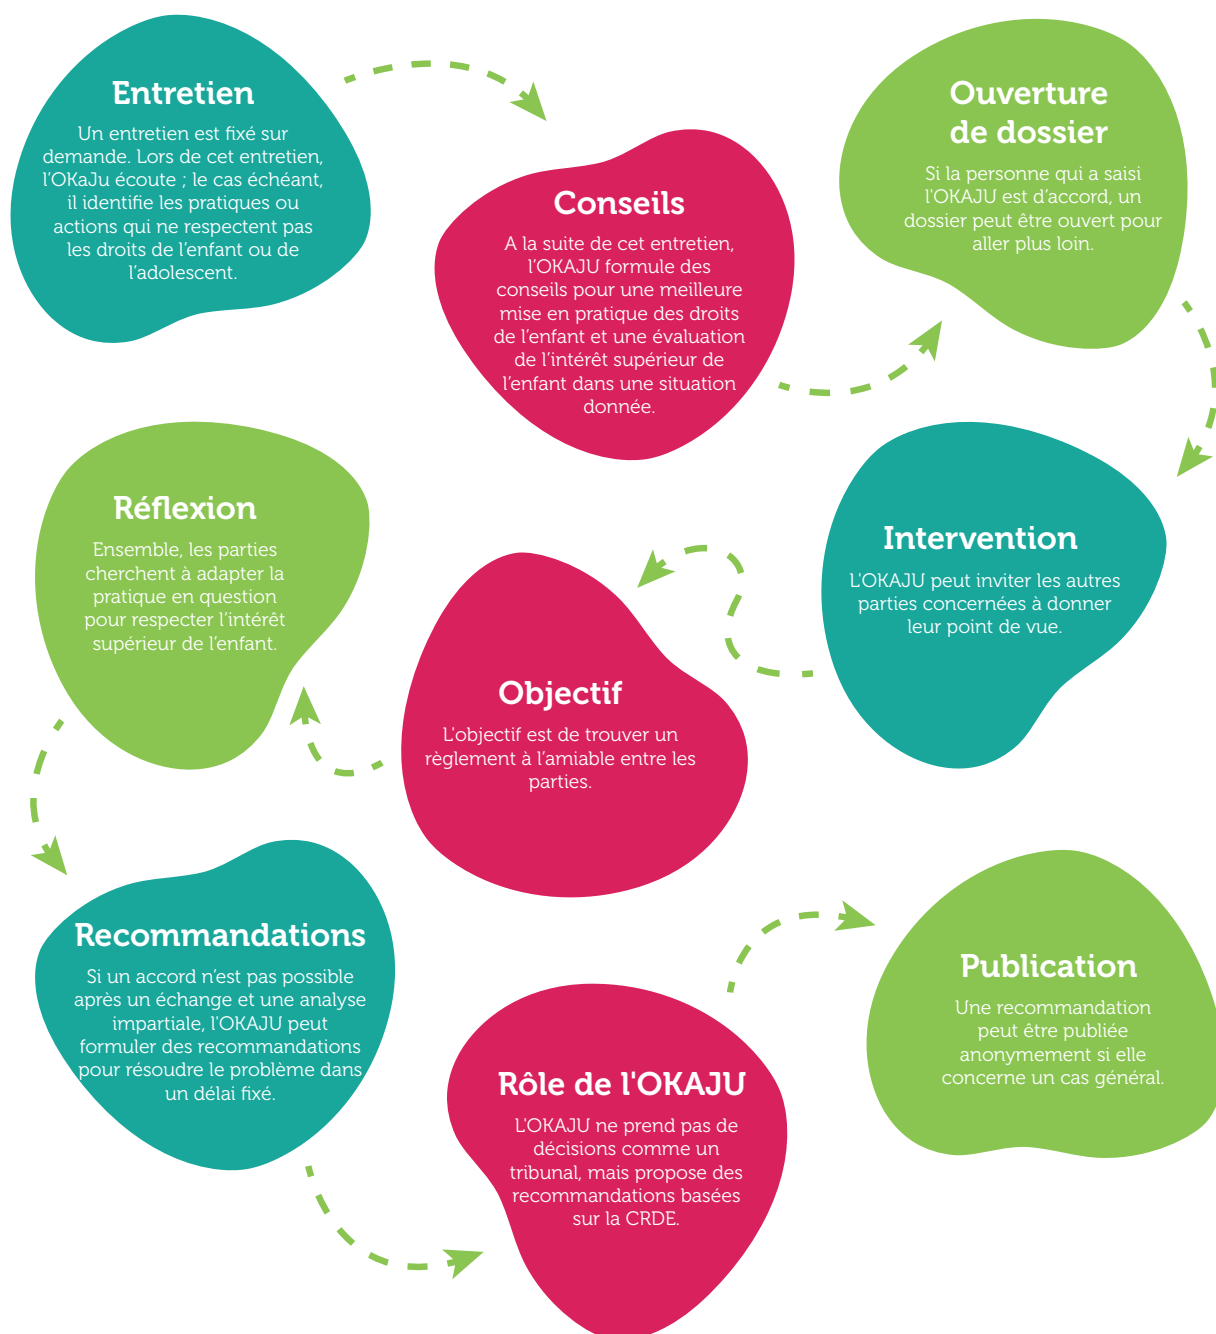 Entretien
Un entretien est fixé sur
demande. Lors de cet entretien,
l'OKaJu écoute ; le cas échéant,
il identifie les pratiques ou
actions qui ne respectent pas
les droits de l'enfant ou de
l'adolescent.
Conseils
A la suite de cet entretien,
l'OKAJU formule des
conseils pour une meilleure
mise en pratique des droits
de l'enfant et une évaluation
de l'intérêt supérieur de
l'enfant dans une situation
donnée.
Ouverture
de dossier
Si la personne qui a saisi
l'OKAJU est d'accord, un
dossier peut être ouvert pour
aller plus loin.
Intervention
L'OKAJU peut inviter les autres
parties concernées à donner
leur point de vue.
Objectif
L'objectif est de trouver un
règlement à l'amiable entre les
parties.
Réflexion
Ensemble, les parties
cherchent à adapter la
pratique en question
pour respecter l'intérêt
supérieur de l'enfant.
Recommandations
Si un accord n'est pas possible
après un échange et une analyse
impartiale, l'OKAJU peut
formuler des recommandations
pour résoudre le problème dans
un délai fixé.
Rôle de l'OKAJU
L'OKAJU ne prend pas de
décisions comme un
tribunal, mais propose des
recommandations basées
sur la CRDE.
Publication
Une recommandation
peut être publiée
anonymement si elle
concerne un cas général.